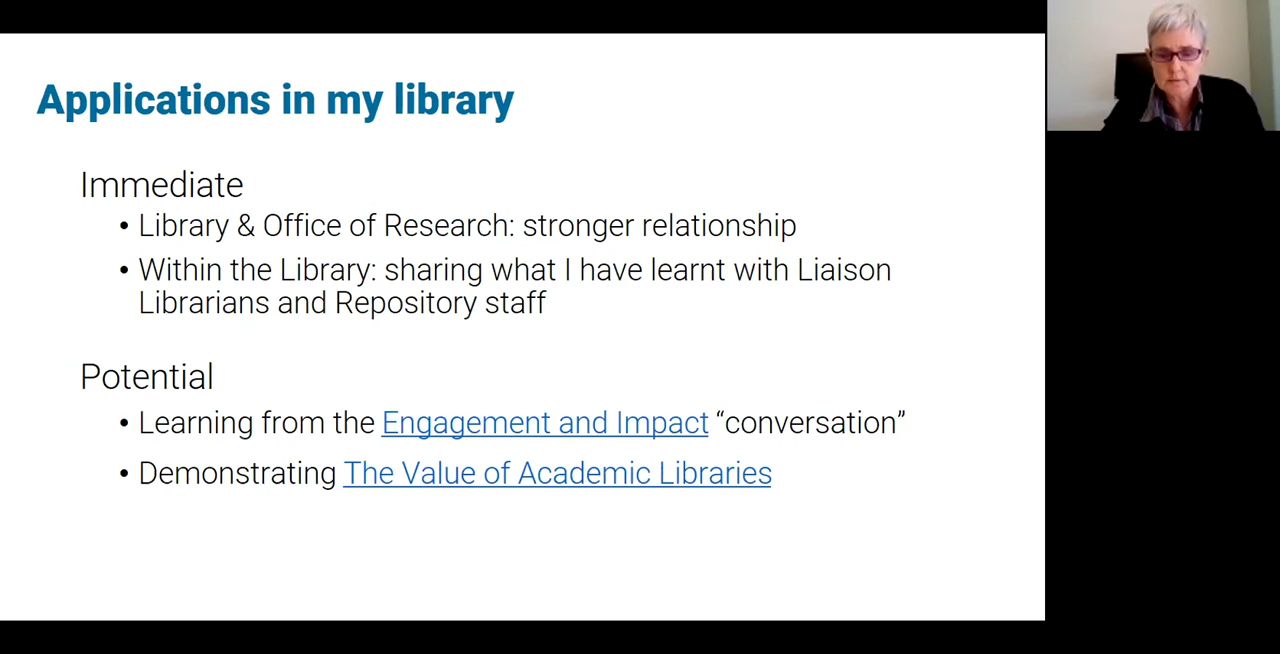 Applications in my library
Immediate
• Library & Office of Research: stronger relationship
• Within the Library: sharing what I have learnt with Liaison
Librarians and Repository staff
Potential
• Learning from the Engagement and Impact “conversation”
• Demonstrating The Value of Academic Libraries